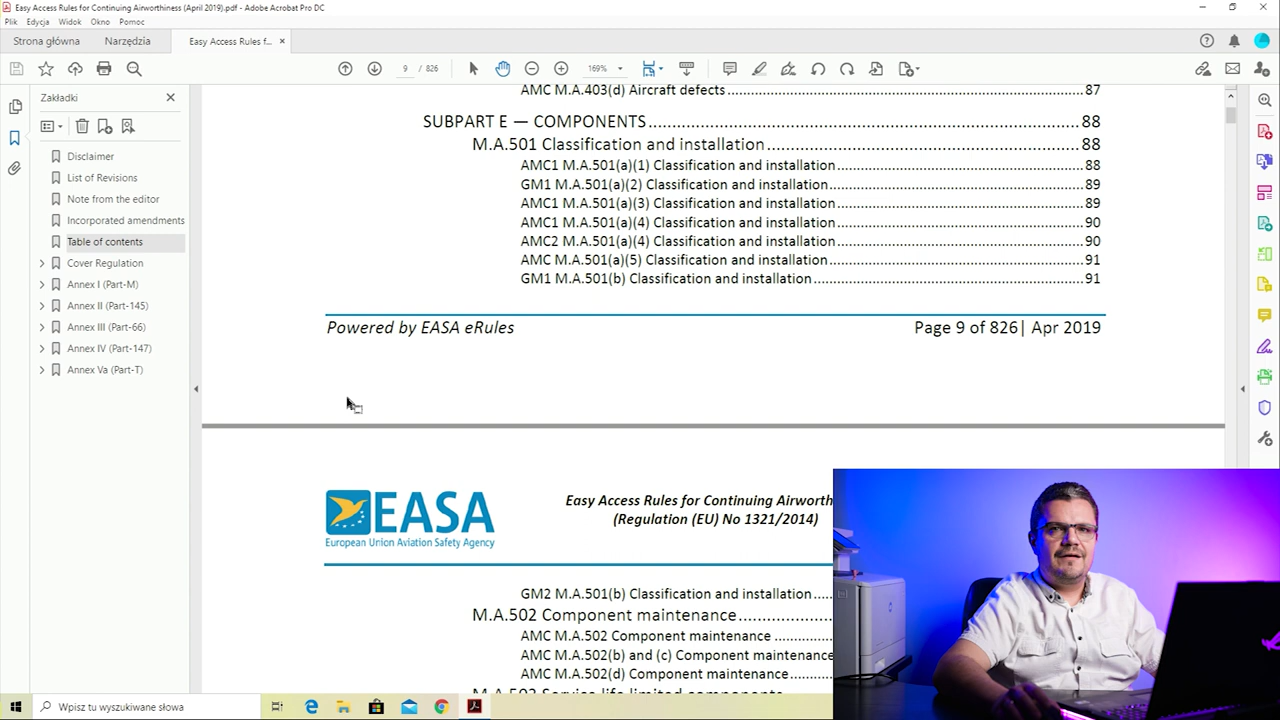 Easy Access Rules for Continuing Airworthiness (April 2019).pdf - Adobe Acrobat Pro DC
Plik Edycja Widok Okno Pomoc
Strona główna Narzędzia Easy Access Rules f... ×
9 / 826 169%
Zakładki
Disclaimer
List of Revisions
Note from the editor
Incorporated amendments
Table of contents
Cover Regulation
Annex I (Part-M)
Annex II (Part-145)
Annex III (Part-66)
Annex IV (Part-147)
Annex Va (Part-T)
AMC M.A.403(d) Aircraft defects 87
SUBPART E — COMPONENTS 88
M.A.501 Classification and installation 88
AMC1 M.A.501(a)(1) Classification and installation 88
GM1 M.A.501(a)(2) Classification and installation 89
AMC1 M.A.501(a)(3) Classification and installation 89
AMC1 M.A.501(a)(4) Classification and installation 90
AMC2 M.A.501(a)(4) Classification and installation 90
AMC M.A.501(a)(5) Classification and installation 91
GM1 M.A.501(b) Classification and installation 91
Powered by EASA eRules Page 9 of 826| Apr 2019
EASA
European Union Aviation Safety Agency
Easy Access Rules for Continuing Airworth
(Regulation (EU) No 1321/2014)
GM2 M.A.501(b) Classification and installation
M.A.502 Component maintenance
AMC M.A.502 Component maintenance
AMC M.A.502(b) and (c) Component maintenance
AMC M.A.502(d) Component maintenance
M.A.503 Service life limited components
Wpisz tu wyszukiwane słowa